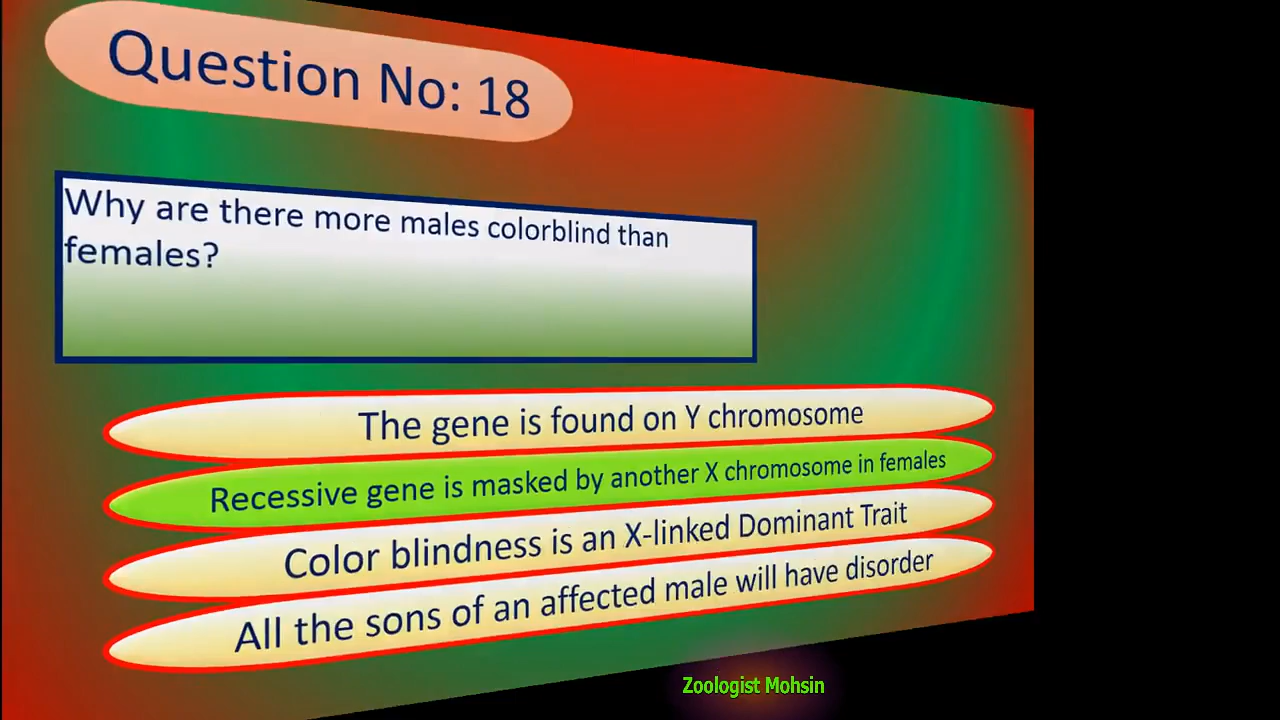 Question No: 18
Why are there more males colorblind than
females?
The gene is found on Y chromosome
Recessive gene is masked by another X chromosome in females
Color blindness is an X-linked Dominant Trait
All the sons of an affected male will have disorder
Zoologist Mohsin